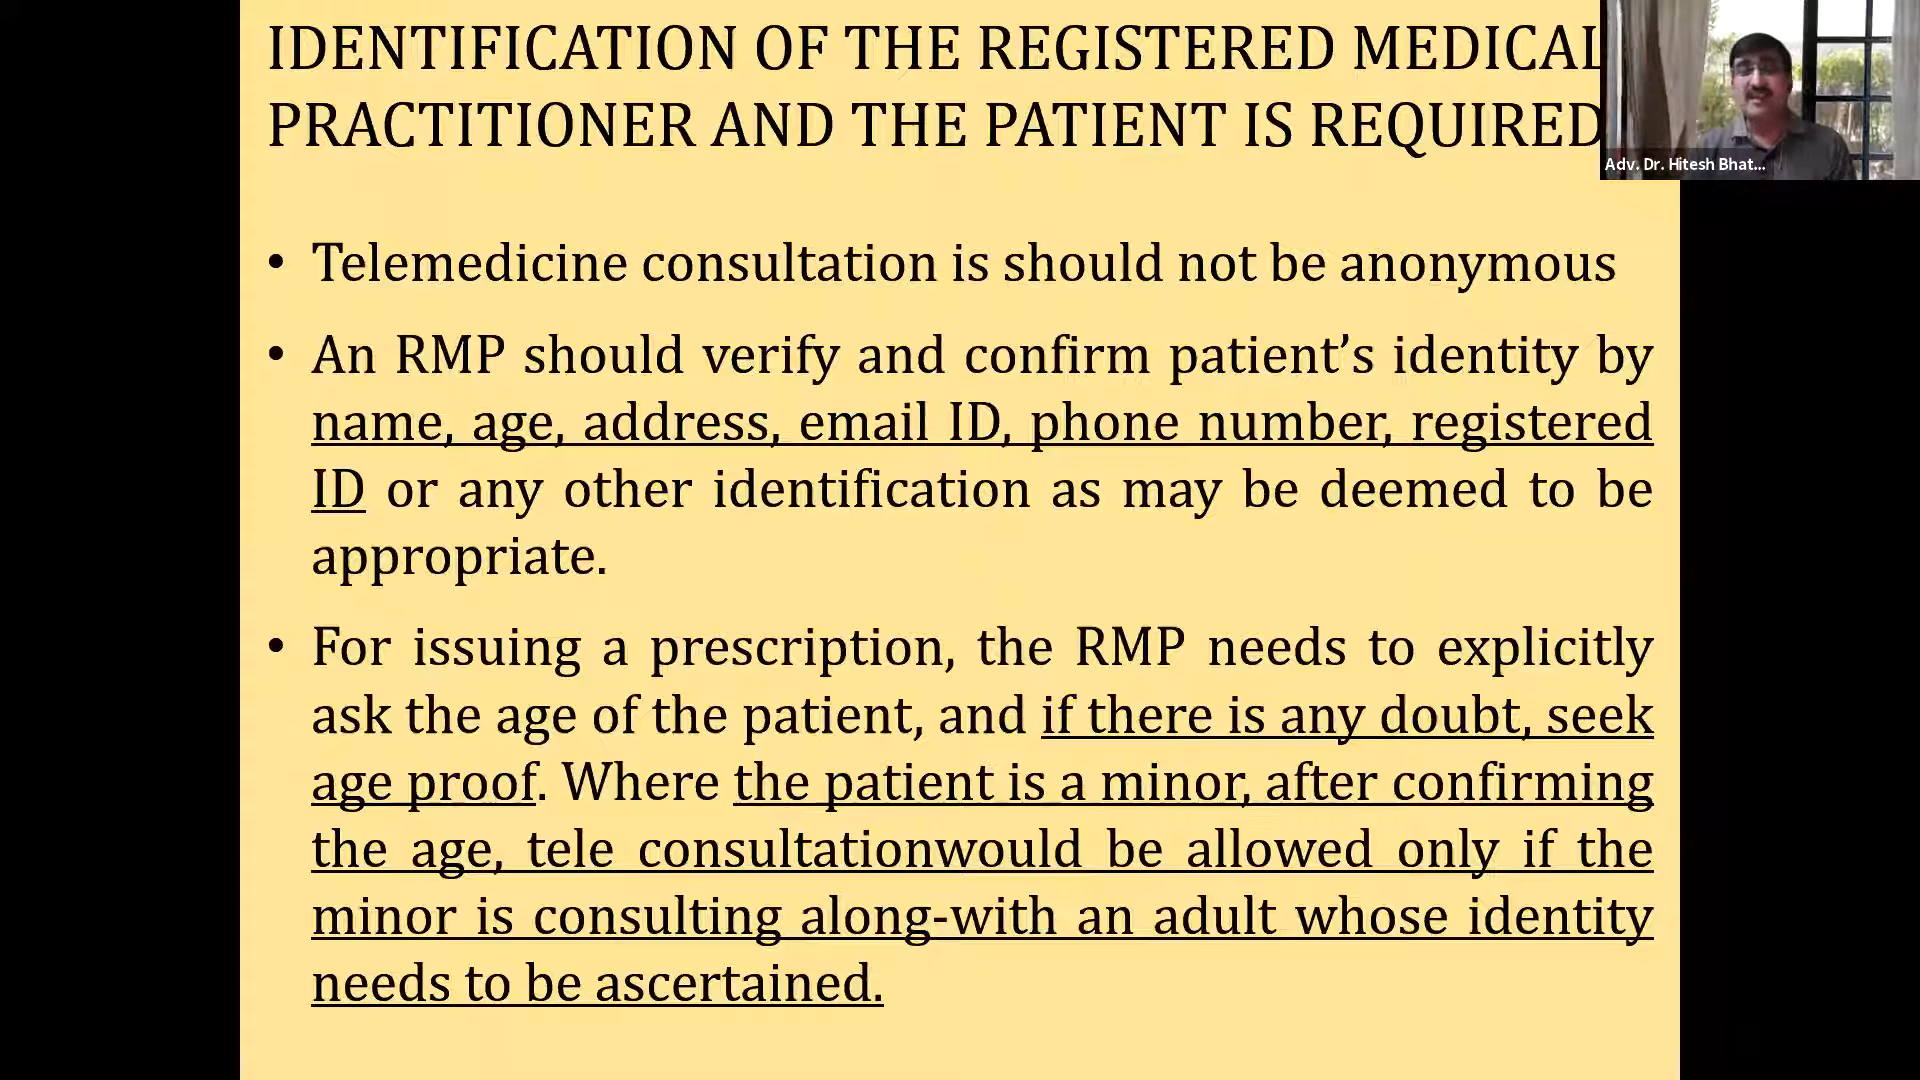 IDENTIFICATION OF THE REGISTERED MEDICAL
PRACTITIONER AND THE PATIENT IS REQUIRED
Adv. Dr. Hitesh Bhat...
• Telemedicine consultation is should not be anonymous
• An RMP should verify and confirm patient’s identity by
name, age, address, email ID, phone number, registered
ID or any other identification as may be deemed to be
appropriate.
• For issuing a prescription, the RMP needs to explicitly
ask the age of the patient, and if there is any doubt, seek
age proof. Where the patient is a minor, after confirming
the age, tele consultationwould be allowed only if the
minor is consulting along-with an adult whose identity
needs to be ascertained.